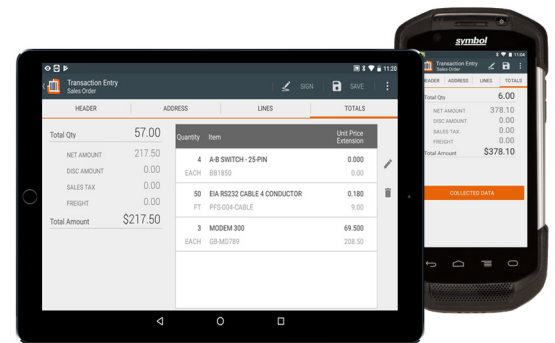 11:20
Transaction Entry
Sales Order
SIGN
SAVE
HEADER
ADDRESS
LINES
TOTALS
Total Qty 57.00
NET AMOUNT 217.50
DISC AMOUNT 0.00
SALES TAX 0.00
FREIGHT 0.00
Total Amount $217.50
Quantity Item Unit Price
Extension
4 A-B SWITCH - 25-PIN 0.000
EACH BB1850 0.00
50 EIA RS232 CABLE 4 CONDUCTOR 0.180
FT PFS-004-CABLE 9.00
3 MODEM 300 69.500
EACH GB-MD789 208.50
symbol
11:04
Transaction Entry
Sales Order
HEADER ADDRESS LINES TOTALS
Total Qty 6.00
NET AMOUNT 378.10
DISC AMOUNT 0.00
SALES TAX 0.00
FREIGHT 0.00
Total Amount $378.10
COLLECTED DATA